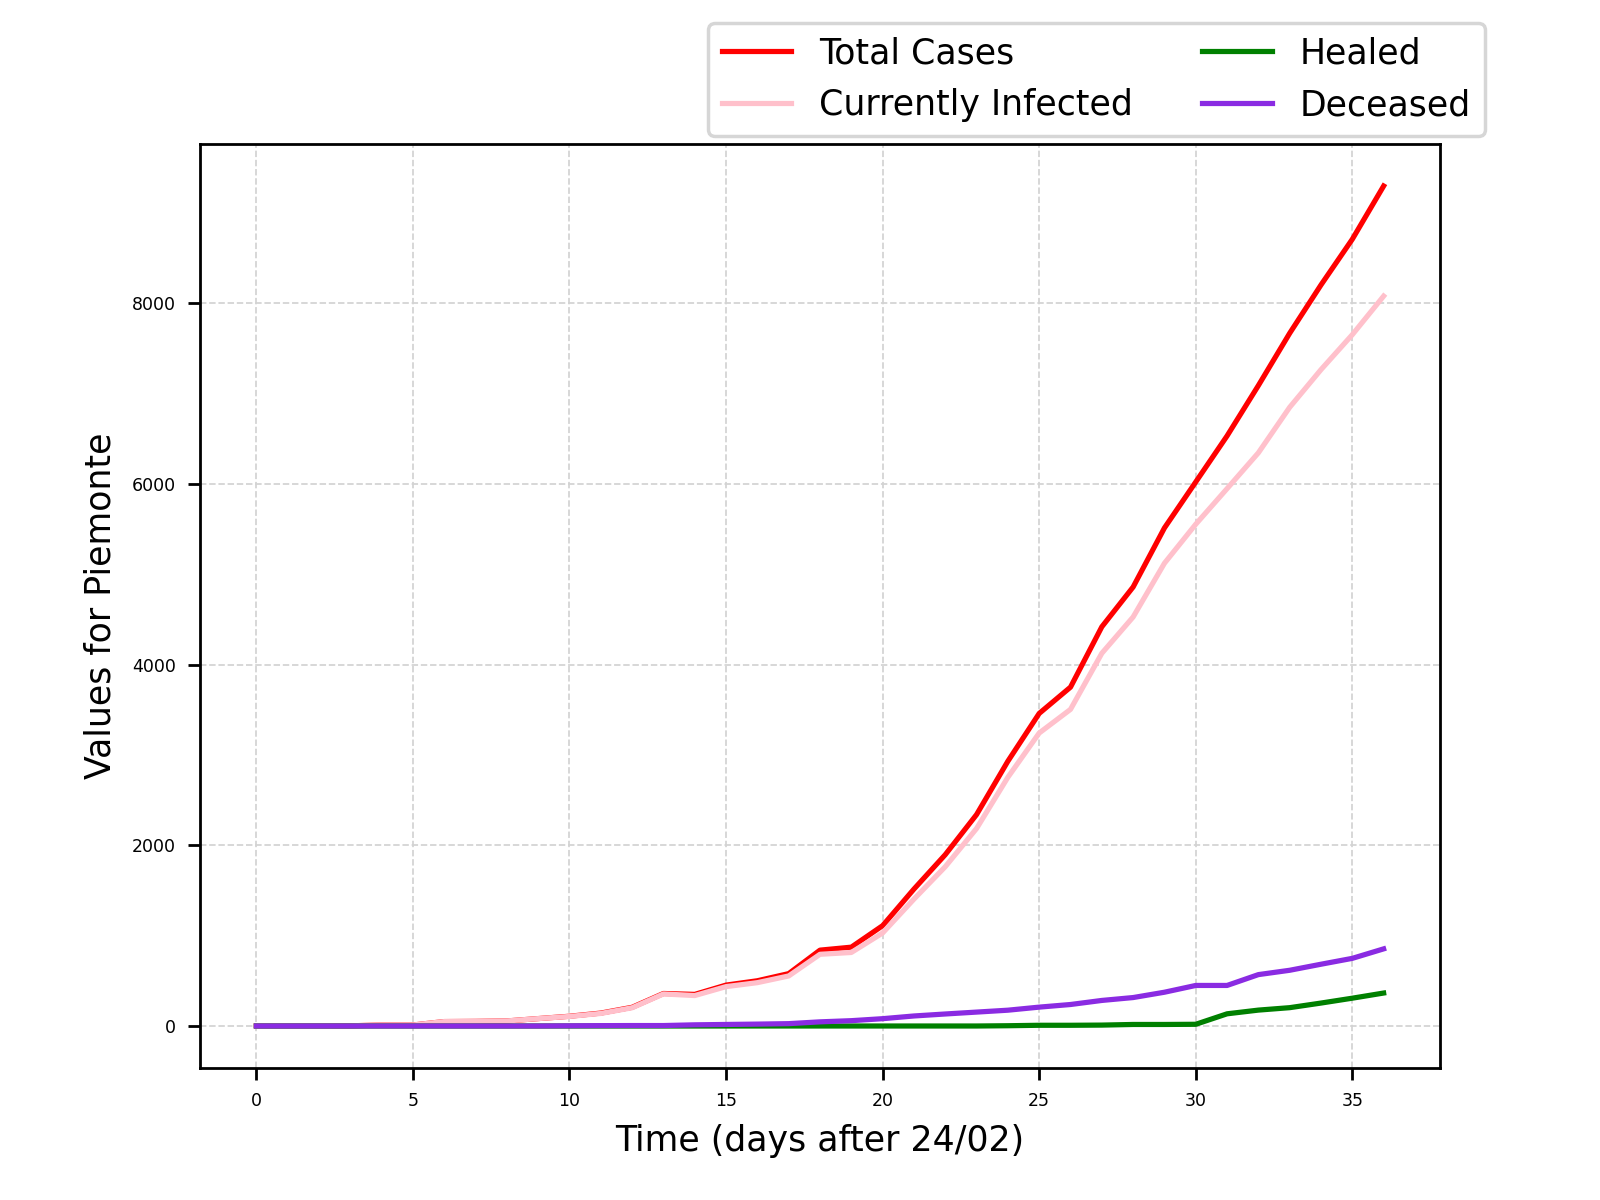 Total Cases
Currently Infected
Healed
Deceased
Values for Piemonte
8000
6000
4000
2000
0
0 5 10 15 20 25 30 35
Time (days after 24/02)